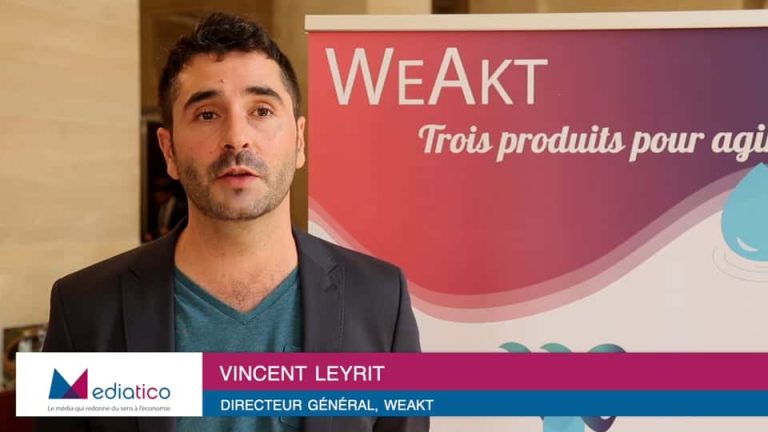 WEAKT
Trois produits pour agi
VINCENT LEYRIT
Mediatico
Le média qui redonne du sens à l'économie
DIRECTEUR GÉNÉRAL, WEAKT